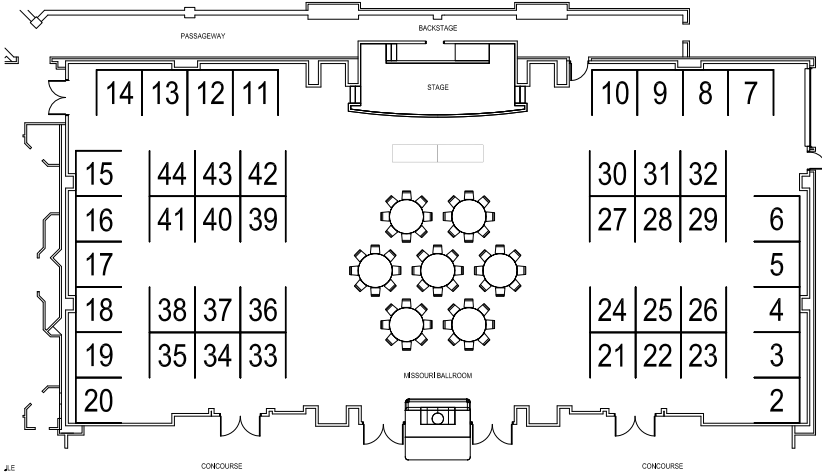 BACKSTAGE
PASSAGEWAY
STAGE
14 13 12 11
10 9 8 7
15 44 43 42
30 31 32
16 41 40 39
27 28 29 6
17
5
18 38 37 36
24 25 26 4
19 35 34 33
21 22 23 3
MISSOURI BALLROOM
20
2
CONCOURSE
CONCOURSE